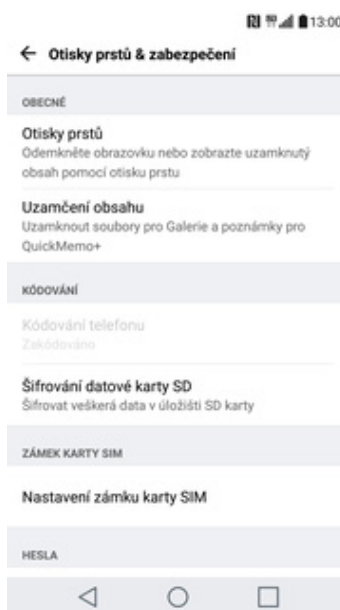 13:00
Otisky prstů & zabezpečení
OBECNÉ
Otisky prstů
Odemkněte obrazovku nebo zobrazte uzamknutý
obsah pomocí otisku prstu
Uzamčení obsahu
Uzamknout soubory pro Galerie a poznámky pro
QuickMemo+
KÓDOVÁNÍ
Kódování telefonu
Zakódováno
Šifrování datové karty SD
Šifrovat veškerá data v úložišti SD karty
ZÁMEK KARTY SIM
Nastavení zámku karty SIM
HESLA